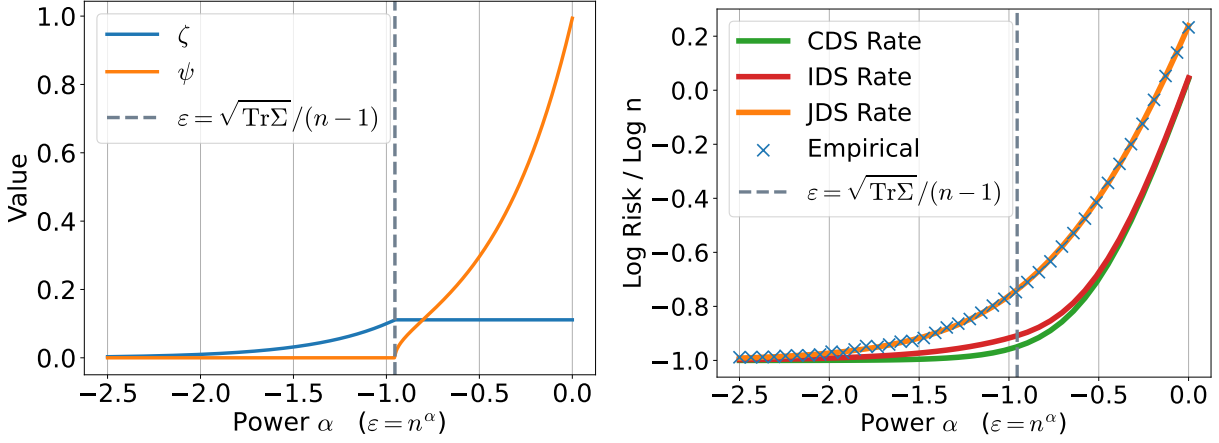 1.0
0.8
0.6
0.4
0.2
0.0
Value
ζ
ψ
ε = √TrΣ/(n − 1)
−2.5 −2.0 −1.5 −1.0 −0.5 0.0
Power α (ε = n^α)
0.2
0.0
−0.2
−0.4
−0.6
−0.8
−1.0
Log Risk / Log n
CDS Rate
IDS Rate
JDS Rate
Empirical
ε = √TrΣ/(n − 1)
−2.5 −2.0 −1.5 −1.0 −0.5 0.0
Power α (ε = n^α)